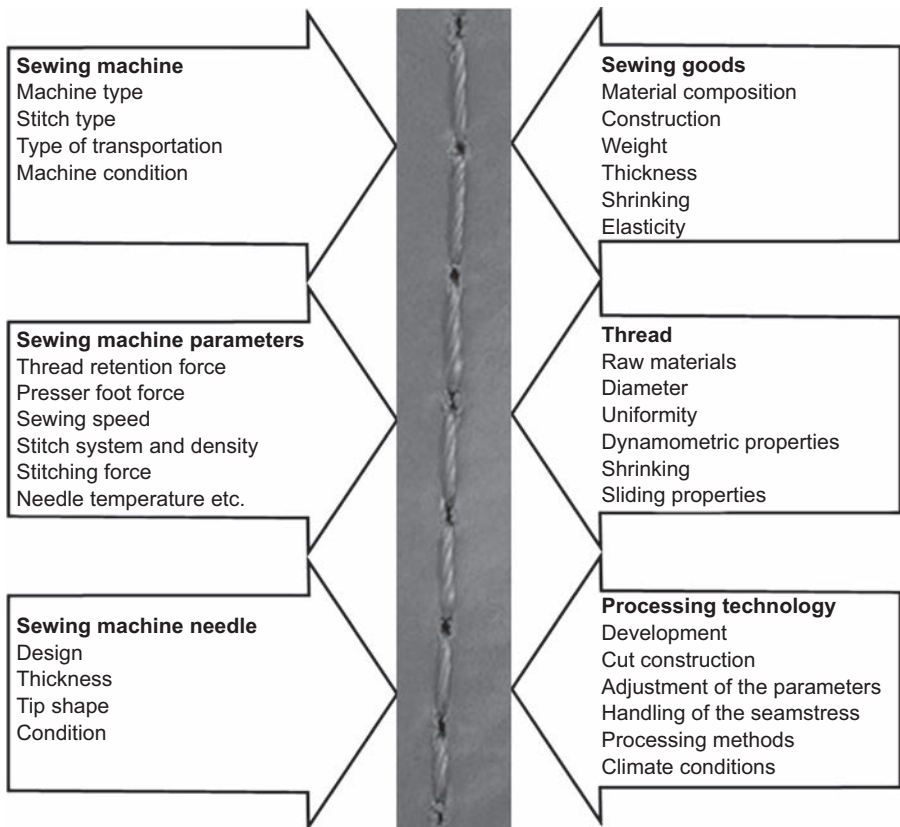 Sewing machine
Machine type
Stitch type
Type of transportation
Machine condition
Sewing machine parameters
Thread retention force
Presser foot force
Sewing speed
Stitch system and density
Stitching force
Needle temperature etc.
Sewing machine needle
Design
Thickness
Tip shape
Condition
Sewing goods
Material composition
Construction
Weight
Thickness
Shrinking
Elasticity
Thread
Raw materials
Diameter
Uniformity
Dynamometric properties
Shrinking
Sliding properties
Processing technology
Development
Cut construction
Adjustment of the parameters
Handling of the seamstress
Processing methods
Climate conditions